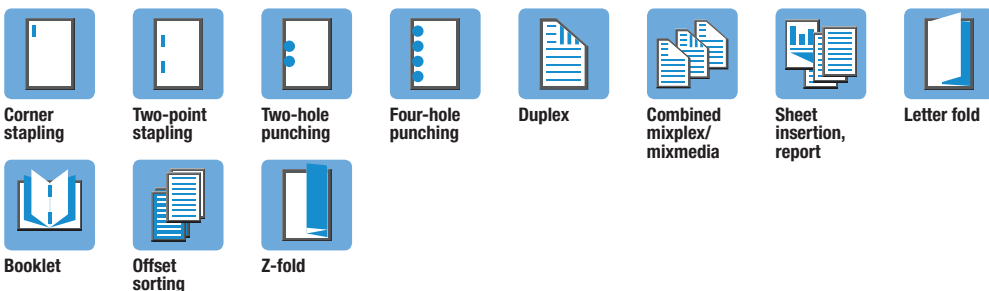 Corner
stapling
Two-point
stapling
Two-hole
punching
Four-hole
punching
Duplex
Combined
mixplex/
mixmedia
Sheet
insertion,
report
Letter fold
Booklet
Offset
sorting
Z-fold